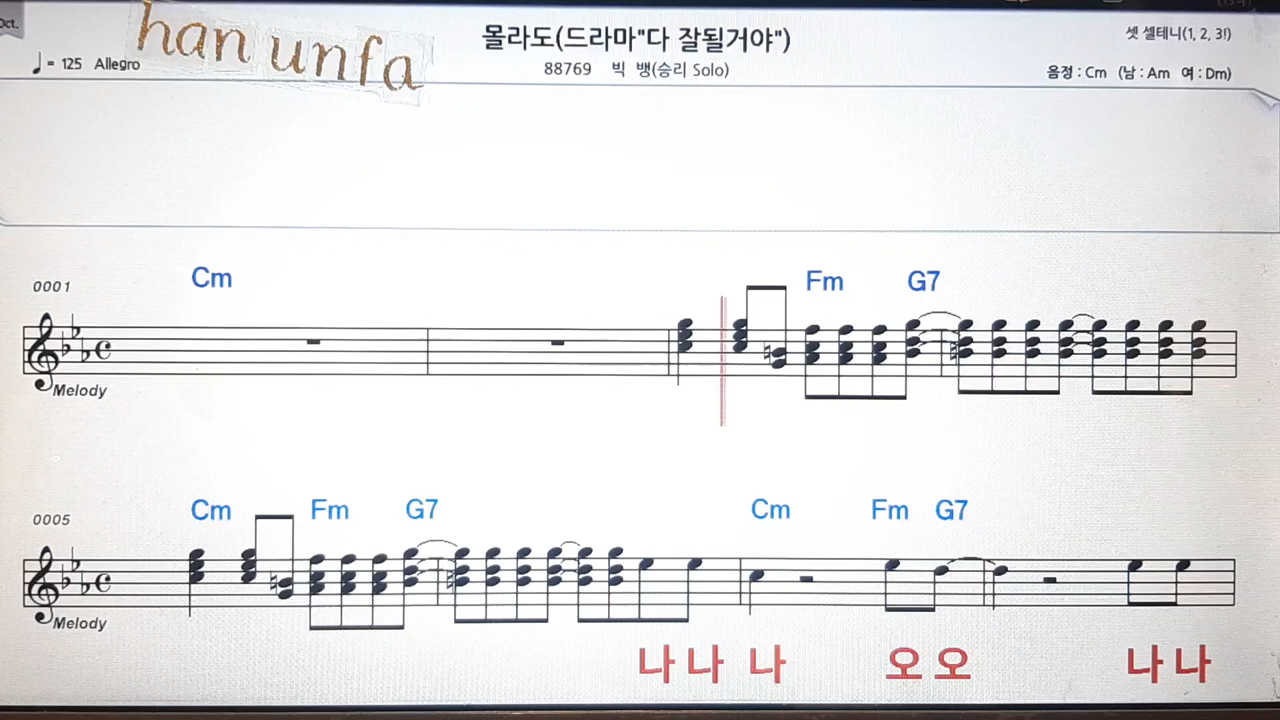 Oct.
han unfa
몰라도(드라마"다 잘될거야")
셋 셀테니(1, 2, 3!)
♩ = 125 Allegro
88769 빅 뱅(승리 Solo)
음정 : Cm (남 : Am 여 : Dm)
0001
Cm Fm G7
Melody
0005
Cm Fm G7 Cm Fm G7
Melody
나 나 나 오 오 나 나